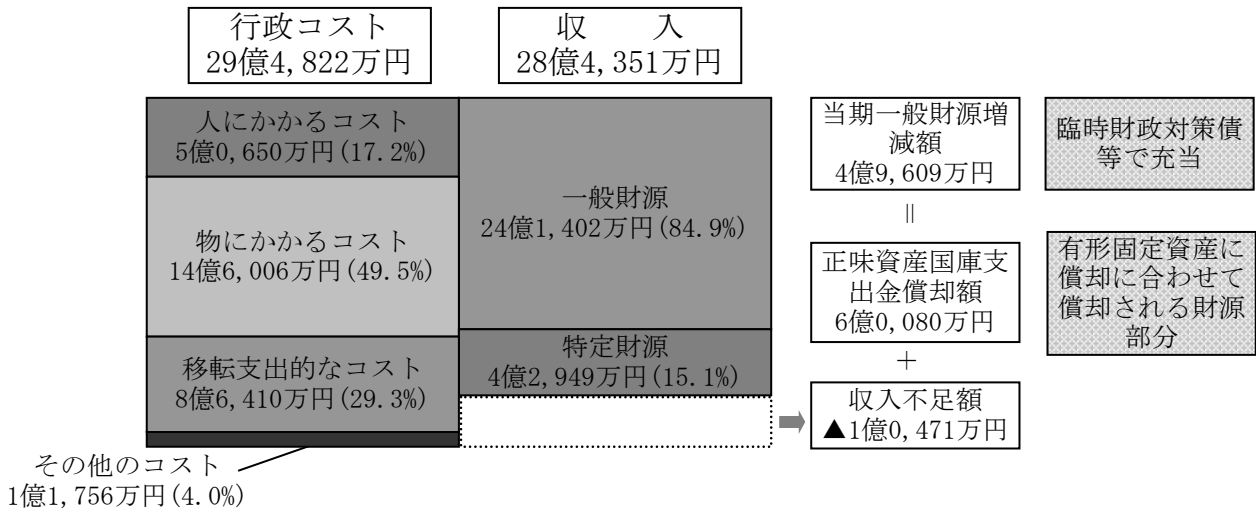 行政コスト
29億4,822万円
収　　入
28億4,351万円
人にかかるコスト
5億0,650万円(17.2%)
物にかかるコスト
14億6,006万円(49.5%)
移転支出的なコスト
8億6,410万円(29.3%)
その他のコスト
1億1,756万円(4.0%)
一般財源
24億1,402万円(84.9%)
特定財源
4億2,949万円(15.1%)
当期一般財源増
減額
4億9,609万円
＝
正味資産国庫支
出金償却額
6億0,080万円
＋
収入不足額
▲1億0,471万円
臨時財政対策債
等で充当
有形固定資産に
償却に合わせて
償却される財源
部分